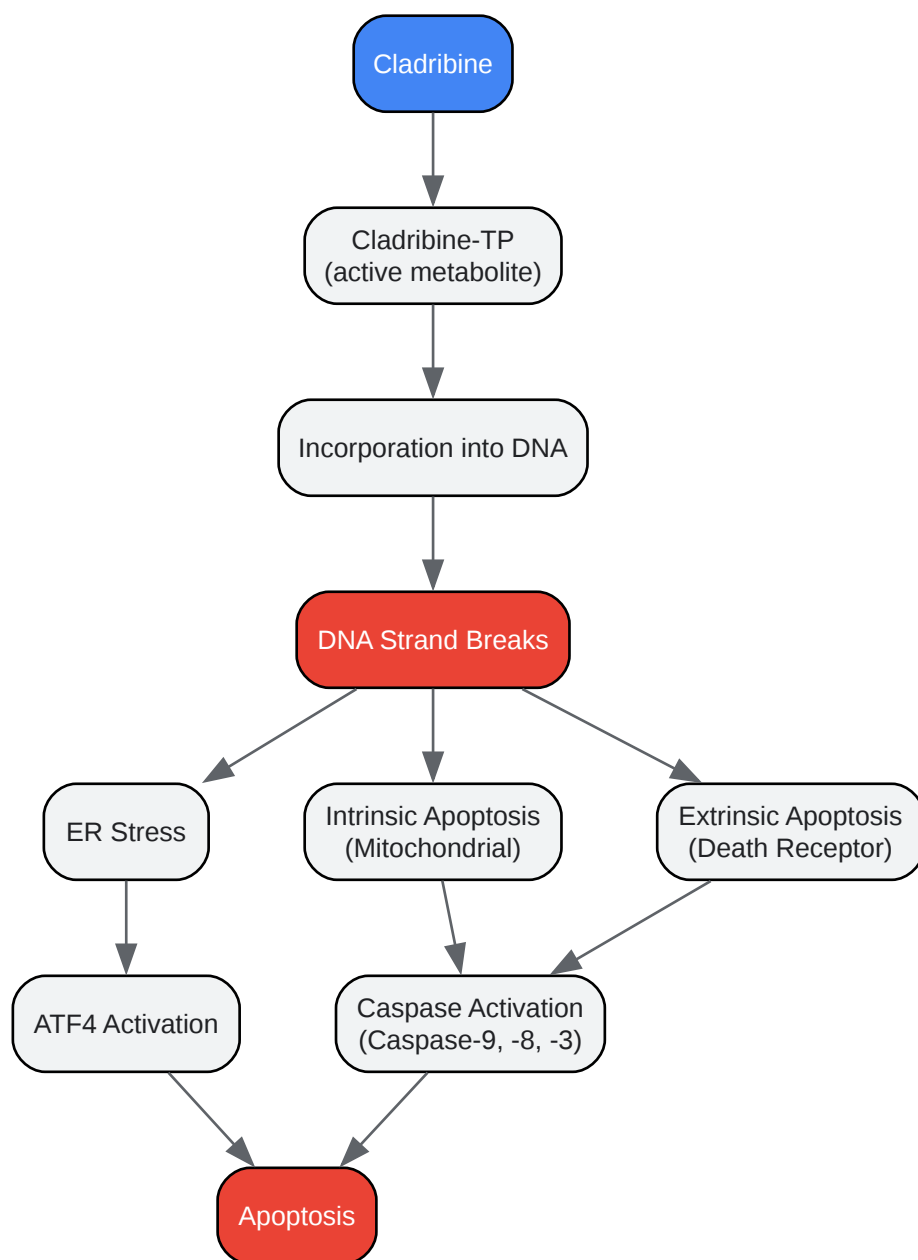 Cladribine
Cladribine-TP
(active metabolite)
Incorporation into DNA
DNA Strand Breaks
ER Stress
Intrinsic Apoptosis
(Mitochondrial)
Extrinsic Apoptosis
(Death Receptor)
ATF4 Activation
Caspase Activation
(Caspase-9, -8, -3)
Apoptosis